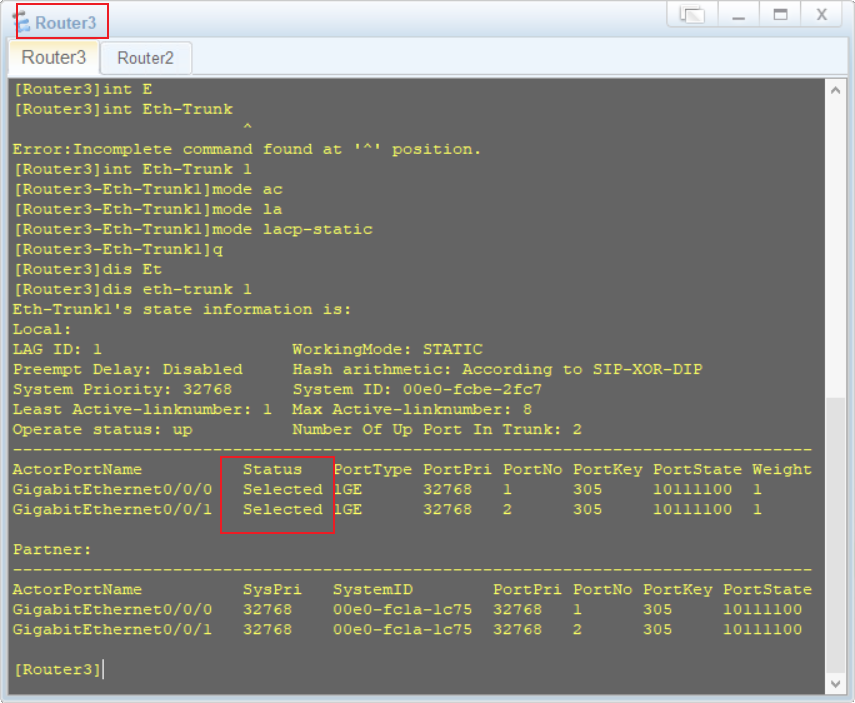 Router3
X
Router3 Router2
[Router3]int E
[Router3]int Eth-Trunk
^
Error:Incomplete command found at '^' position.
[Router3]int Eth-Trunk 1
[Router3-Eth-Trunk1]mode ac
[Router3-Eth-Trunk1]mode la
[Router3-Eth-Trunk1]mode lacp-static
[Router3-Eth-Trunk1]q
[Router3]dis Et
[Router3]dis eth-trunk 1
Eth-Trunk1's state information is:
Local:
LAG ID: 1 WorkingMode: STATIC
Preempt Delay: Disabled Hash arithmetic: According to SIP-XOR-DIP
System Priority: 32768 System ID: 00e0-fcbe-2fc7
Least Active-linknumber: 1 Max Active-linknumber: 8
Operate status: up Number Of Up Port In Trunk: 2
--------------------------------------------------------------------------------
ActorPortName Status PortType PortPri PortNo PortKey PortState Weight
GigabitEthernet0/0/0 Selected 1GE 32768 1 305 10111100 1
GigabitEthernet0/0/1 Selected 1GE 32768 2 305 10111100 1
Partner:
--------------------------------------------------------------------------------
ActorPortName SysPri SystemID PortPri PortNo PortKey PortState
GigabitEthernet0/0/0 32768 00e0-fc1a-1c75 32768 1 305 10111100
GigabitEthernet0/0/1 32768 00e0-fc1a-1c75 32768 2 305 10111100
[Router3]